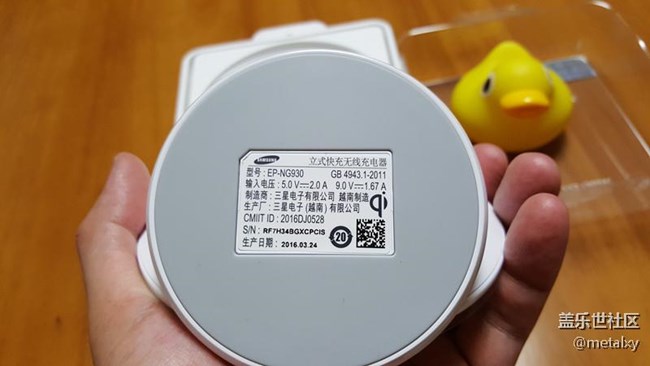 SAMSUNG 立式快充无线充电器
型号: EP-NG930 GB 4943.1-2011
输入电压: 5.0 V⎓2.0 A 9.0 V⎓1.67 A
制造商: 三星电子有限公司 越南制造
生产厂: 三星电子 (越南) 有限公司
CMIIT ID : 2016DJ0528
S/N : RF7H34BGXCPCIS
生产日期 : 2016.03.24
20
盖乐世社区
@metalxy